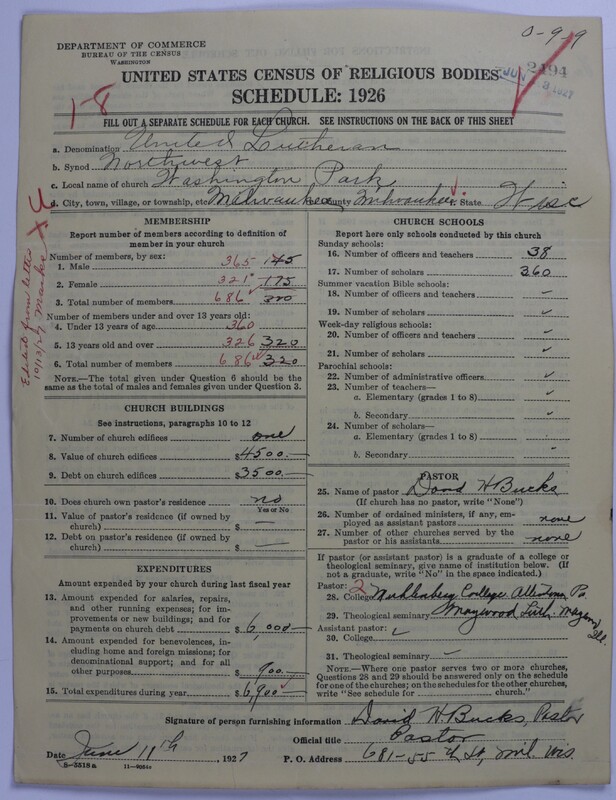 0-9-9
DEPARTMENT OF COMMERCE
BUREAU OF THE CENSUS
WASHINGTON
2494
JUN 1927
UNITED STATES CENSUS OF RELIGIOUS BODIES
SCHEDULE: 1926
1-8
FILL OUT A SEPARATE SCHEDULE FOR EACH CHURCH. SEE INSTRUCTIONS ON THE BACK OF THIS SHEET
a. Denomination United Lutheran
b. Synod Northwest
c. Local name of church Washington Park
d. City, town, village, or township, etc. Milwaukee County Milwaukee State Wisc
Edited from letter
10/13/27 Marke
MEMBERSHIP
Report number of members according to definition of
member in your church
Number of members, by sex:
1. Male 365 145
2. Female 321 175
3. Total number of members 686 320
Number of members under and over 13 years old:
4. Under 13 years of age 360
5. 13 years old and over 326 320
6. Total number of members 686 320
NOTE.—The total given under Question 6 should be the
same as the total of males and females given under Question 3.
CHURCH BUILDINGS
See instructions, paragraphs 10 to 12
7. Number of church edifices one
8. Value of church edifices $4500.
9. Debt on church edifices $3500.
10. Does church own pastor's residence no
Yes or No
11. Value of pastor's residence (if owned by
church) $ —
12. Debt on pastor's residence (if owned by
church) $ —
EXPENDITURES
Amount expended by your church during last fiscal year
13. Amount expended for salaries, repairs,
and other running expenses; for im-
provements or new buildings; and for
payments on church debt $6,000—
14. Amount expended for benevolences, in-
cluding home and foreign missions; for
denominational support; and for all
other purposes $900.—
15. Total expenditures during year $6,900—
CHURCH SCHOOLS
Report here only schools conducted by this church
Sunday schools:
16. Number of officers and teachers 38
17. Number of scholars 360
Summer vacation Bible schools:
18. Number of officers and teachers
19. Number of scholars
Week-day religious schools:
20. Number of officers and teachers
21. Number of scholars
Parochial schools:
22. Number of administrative officers
23. Number of teachers—
a. Elementary (grades 1 to 8)
b. Secondary
24. Number of scholars—
a. Elementary (grades 1 to 8)
b. Secondary
PASTOR
25. Name of pastor David H Bucks
(If church has no pastor, write "None")
26. Number of ordained ministers, if any, em-
ployed as assistant pastors none
27. Number of other churches served by the
pastor or his assistants none
If pastor (or assistant pastor) is a graduate of a college or
theological seminary, give name of institution below. (If
not a graduate, write "No" in the space indicated.)
Pastor: 2
28. College Muhlenberg College Allentown Pa.
29. Theological seminary Maywood Luth. Maywood Ill.
Assistant pastor:
30. College
31. Theological seminary
NOTE.—Where one pastor serves two or more churches,
Questions 28 and 29 should be answered only on the schedule
for one of the churches; on the schedules for the other churches,
write "See schedule for church."
Signature of person furnishing information David H. Bucks, Pastor
Official title Pastor
Date June 11th, 1927 P. O. Address 681-55th St, Mil. Wis.
8-3518a